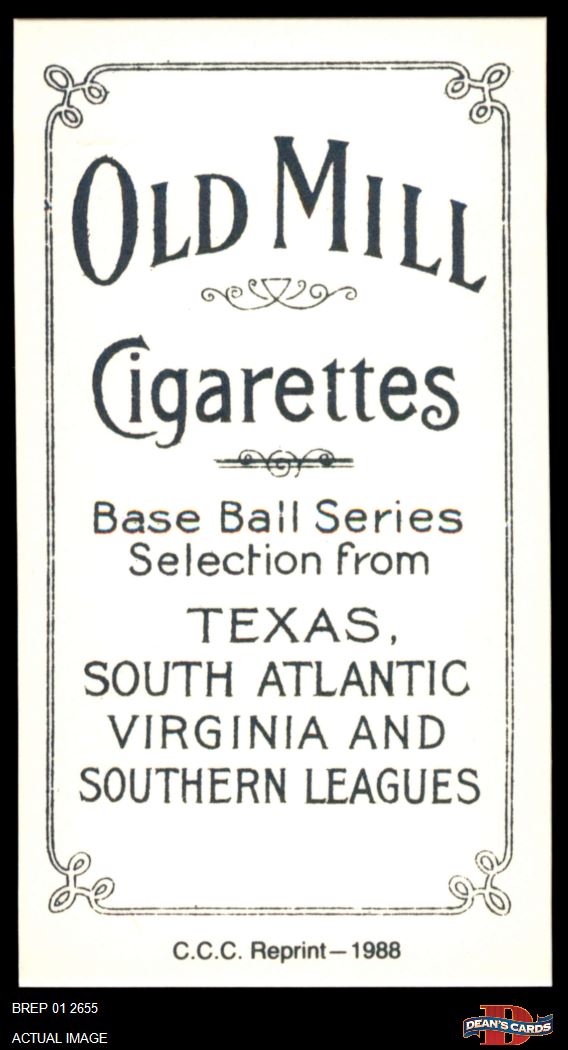 OLD MILL
Cigarettes
Base Ball Series
Selection from
TEXAS,
SOUTH ATLANTIC
VIRGINIA AND
SOUTHERN LEAGUES
C.C.C. Reprint—1988
BREP 01 2655
ACTUAL IMAGE
D
DEAN'S CARDS